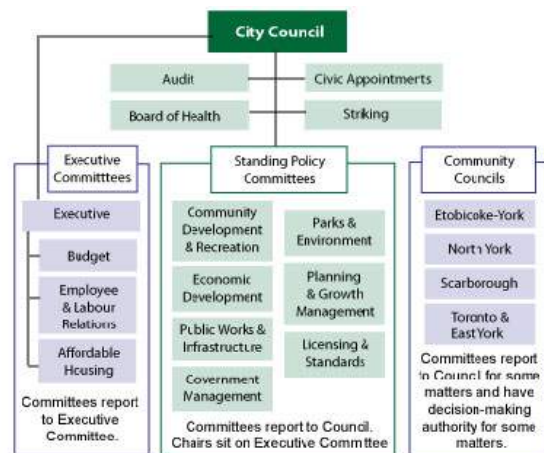 City Council
Audit
Civic Appointments
Board of Health
Striking
Executive
Committtees
Executive
Budget
Employee
& Labour
Relations
Affordable
Housing
Committees report
to Executive
Committee.
Standing Policy
Committees
Community
Development
& Recreation
Parks &
Environment
Economic
Development
Planning
& Growth
Management
Public Works &
Infrastructure
Licensing &
Standards
Government
Management
Committees report to Council.
Chairs sit on Executive Committee
Community
Councils
Etobicoke-York
North York
Scarborough
Toronto &
East York
Committees report
to Council for some
matters and have
decision-making
authority for some
matters.